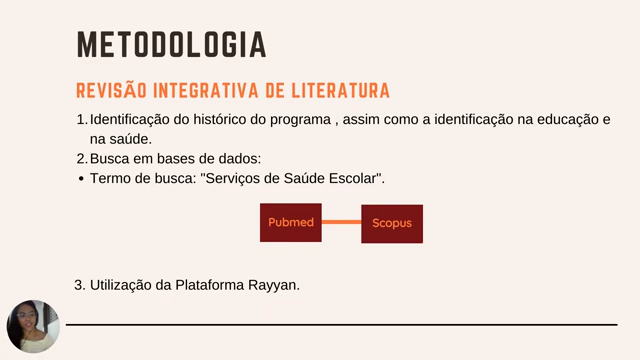 METODOLOGIA
REVISÃO INTEGRATIVA DE LITERATURA
1. Identificação do histórico do programa , assim como a identificação na educação e
na saúde.
2. Busca em bases de dados:
• Termo de busca: "Serviços de Saúde Escolar".
Pubmed Scopus
3. Utilização da Plataforma Rayyan.